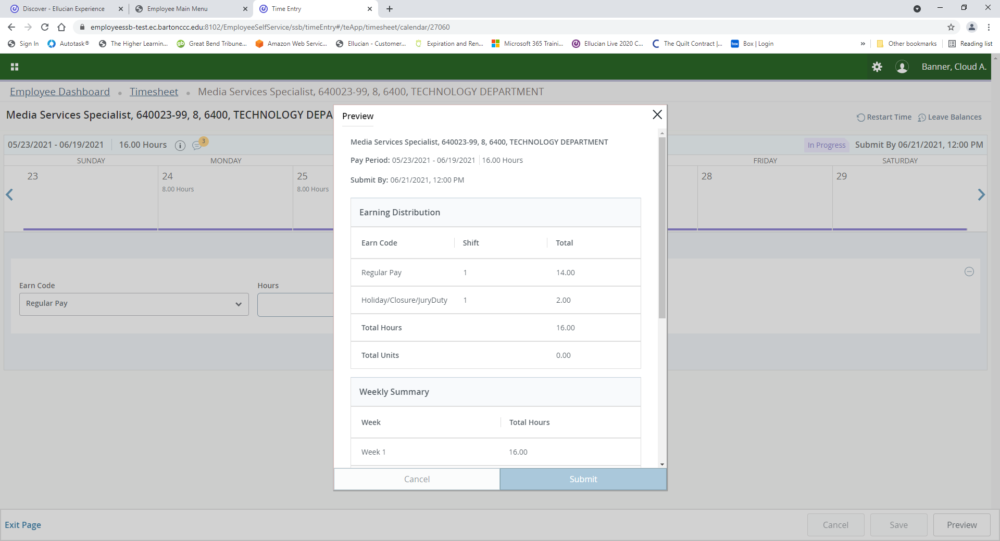 Discover - Ellucian Experience
Employee Main Menu
Time Entry
employeessb-test.ec.bartonccc.edu:8102/EmployeeSelfService/ssb/timeEntry#/teApp/timesheet/calendar/27060
Sign In
Autotask®
The Higher Learnin...
gb Great Bend Tribune...
Amazon Web Servic...
Ellucian - Customer...
Expiration and Ren...
Microsoft 365 Traini...
Ellucian Live 2020 C...
The Quilt Contract |...
box Box | Login
»
Other bookmarks
Reading list
Banner, Cloud A.
Employee Dashboard • Timesheet • Media Services Specialist, 640023-99, 8, 6400, TECHNOLOGY DEPARTMENT
Media Services Specialist, 640023-99, 8, 6400, TECHNOLOGY DEPA
Restart Time
Leave Balances
05/23/2021 - 06/19/2021
16.00 Hours
3
In Progress
Submit By 06/21/2021, 12:00 PM
SUNDAY
MONDAY
FRIDAY
SATURDAY
23
24
25
28
29
8.00 Hours
8.00 Hours
Earn Code
Hours
Regular Pay
Preview
Media Services Specialist, 640023-99, 8, 6400, TECHNOLOGY DEPARTMENT
Pay Period: 05/23/2021 - 06/19/2021 | 16.00 Hours
Submit By: 06/21/2021, 12:00 PM
Earning Distribution
Earn Code Shift Total
Regular Pay 1 14.00
Holiday/Closure/JuryDuty 1 2.00
Total Hours 16.00
Total Units 0.00
Weekly Summary
Week Total Hours
Week 1 16.00
Cancel
Submit
Exit Page
Cancel
Save
Preview